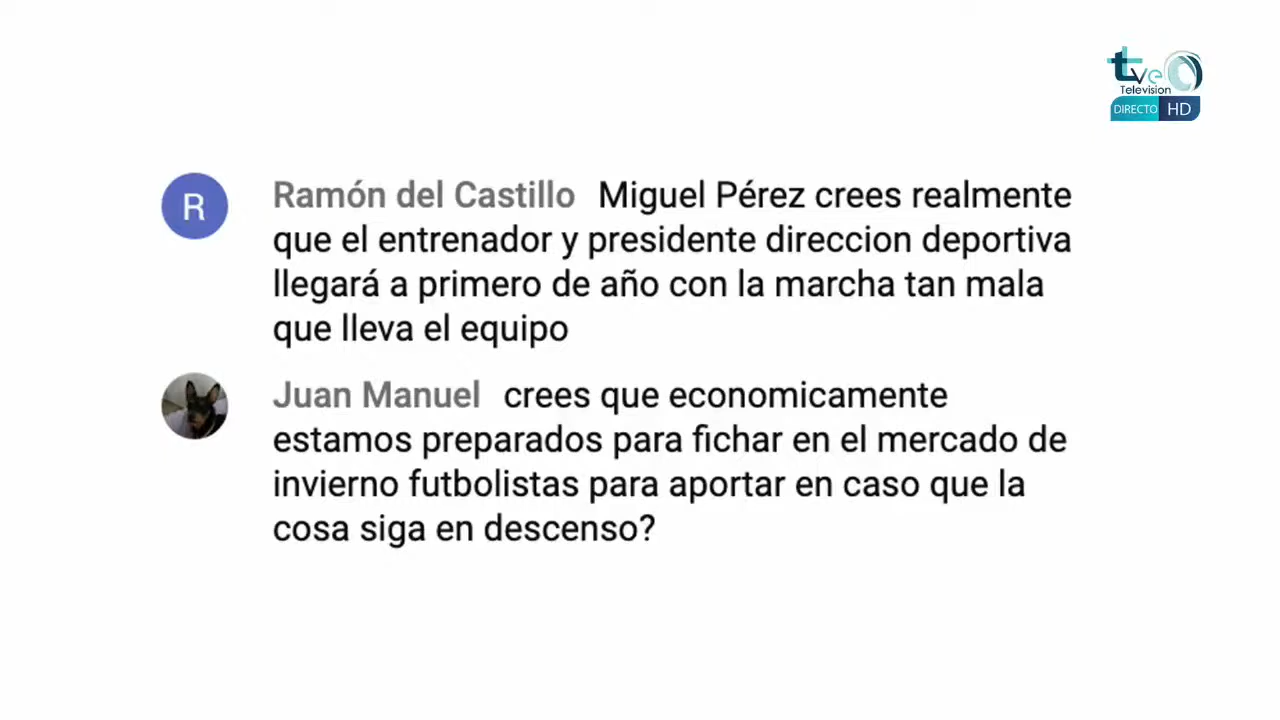 tve
Television
DIRECTO HD
R
Ramón del Castillo Miguel Pérez crees realmente
que el entrenador y presidente direccion deportiva
llegará a primero de año con la marcha tan mala
que lleva el equipo
Juan Manuel crees que economicamente
estamos preparados para fichar en el mercado de
invierno futbolistas para aportar en caso que la
cosa siga en descenso?